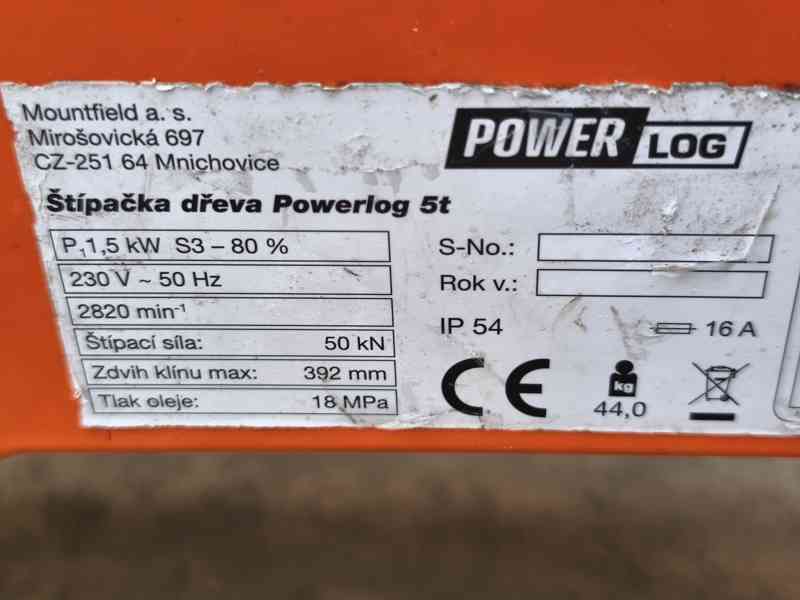 Mountfield a. s.
Mirošovická 697
CZ-251 64 Mnichovice
POWER LOG
Štípačka dřeva Powerlog 5t
P₁1,5 kW S3 – 80 %
230 V ~ 50 Hz
2820 min⁻¹
Štípací síla: 50 kN
Zdvih klínu max: 392 mm
Tlak oleje: 18 MPa
S-No.:
Rok v.:
IP 54
16 A
CE
kg
44,0